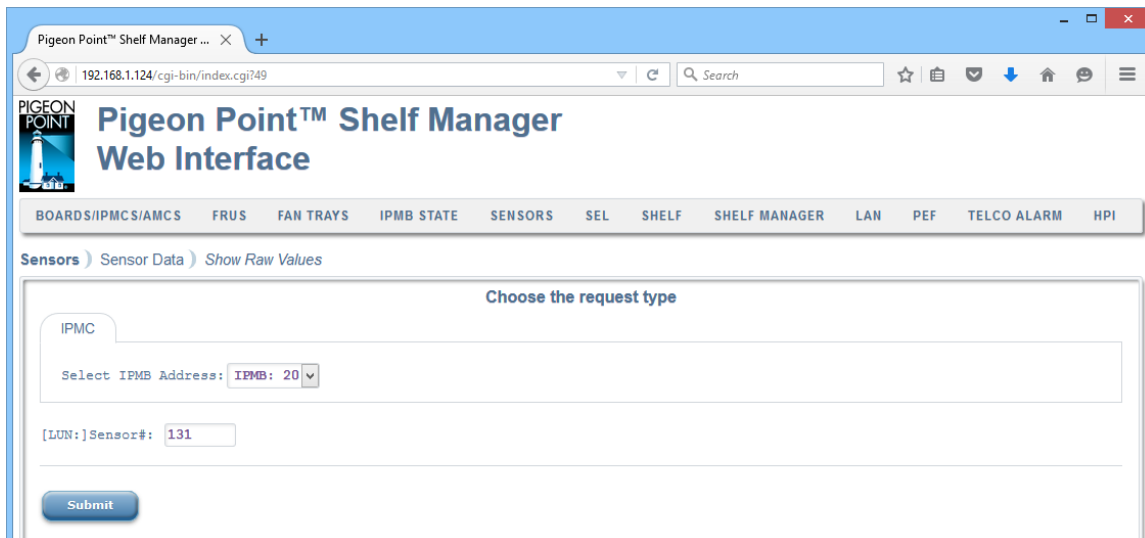 Pigeon Point™ Shelf Manager ...
192.168.1.124/cgi-bin/index.cgi?49
Search
PIGEON
POINT
Pigeon Point™ Shelf Manager
Web Interface
BOARDS/IPMCS/AMCS FRUS FAN TRAYS IPMB STATE SENSORS SEL SHELF SHELF MANAGER LAN PEF TELCO ALARM HPI
Sensors ) Sensor Data ) Show Raw Values
Choose the request type
IPMC
Select IPMB Address: IPMB: 20
[LUN:]Sensor#: 131
Submit